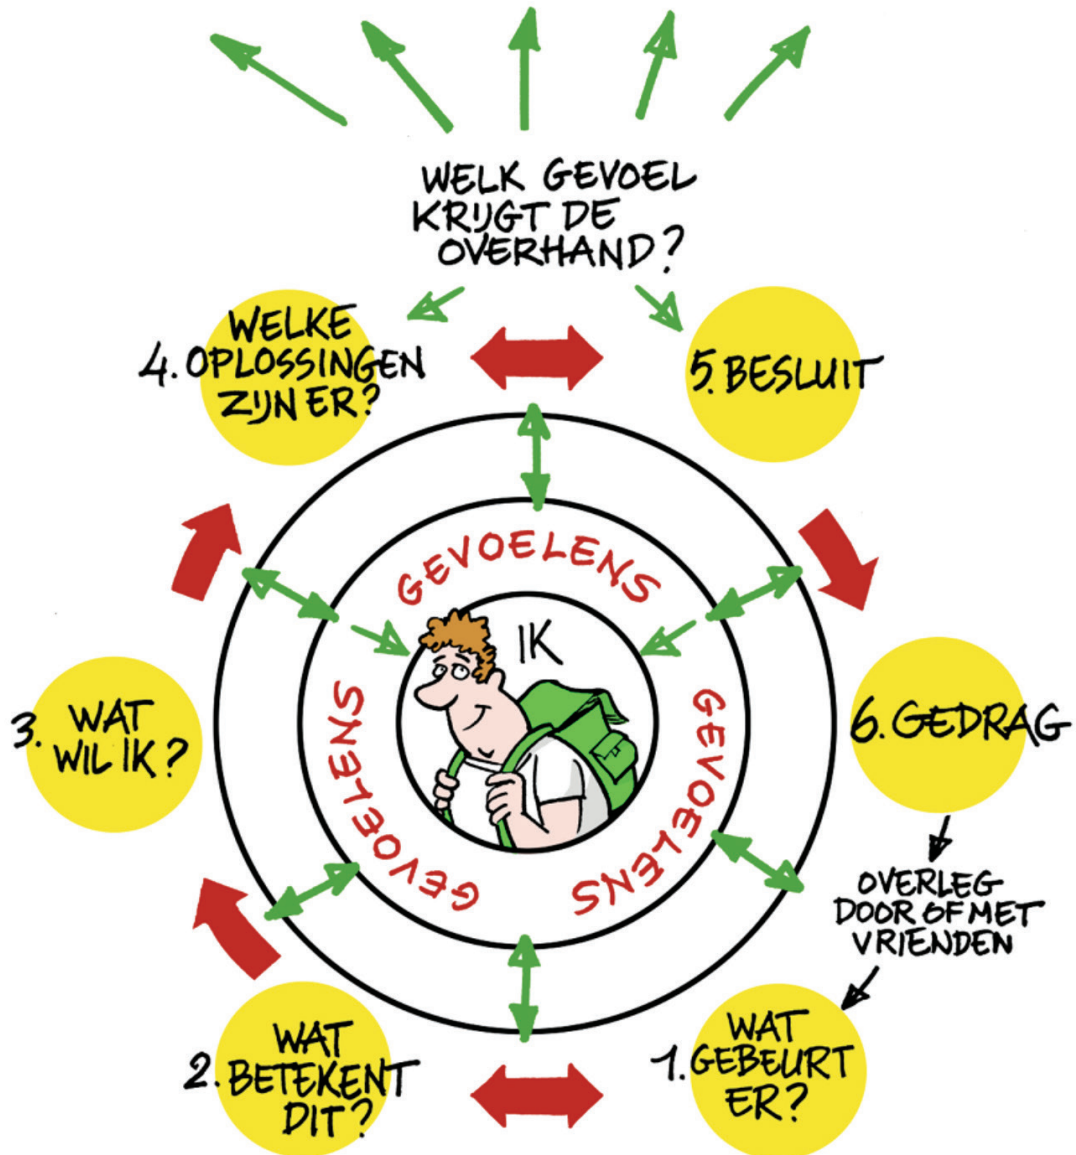 WELK GEVOEL
KRIJGT DE
OVERHAND?
WELKE
4. OPLOSSINGEN
ZIJN ER?
5. BESLUIT
GEVOELENS
IK
GEVOELENS
GEVOELENS
3. WAT
WIL IK?
6. GEDRAG
OVERLEG
DOOR OF MET
VRIENDEN
WAT
2. BETEKENT
DIT?
WAT
1. GEBEURT
ER?